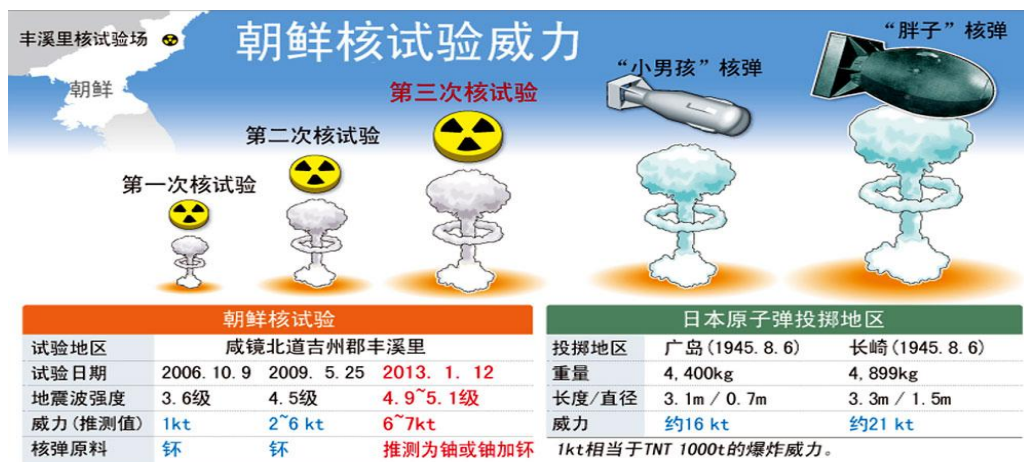 朝鲜核试验威力
丰溪里核试验场
朝鲜
第一次核试验
第二次核试验
第三次核试验
“小男孩”核弹
“胖子”核弹
朝鲜核试验
试验地区 咸镜北道吉州郡丰溪里
试验日期 2006. 10. 9 2009. 5. 25 2013. 1. 12
地震波强度 3.6级 4.5级 4.9~5.1级
威力(推测值) 1kt 2~6 kt 6~7kt
核弹原料 钚 钚 推测为铀或铀加钚
日本原子弹投掷地区
投掷地区 广岛(1945. 8. 6) 长崎(1945. 8. 6)
重量 4,400kg 4,899kg
长度/直径 3.1m / 0.7m 3.3m / 1.5m
威力 约16 kt 约21 kt
1kt相当于TNT 1000t的爆炸威力。